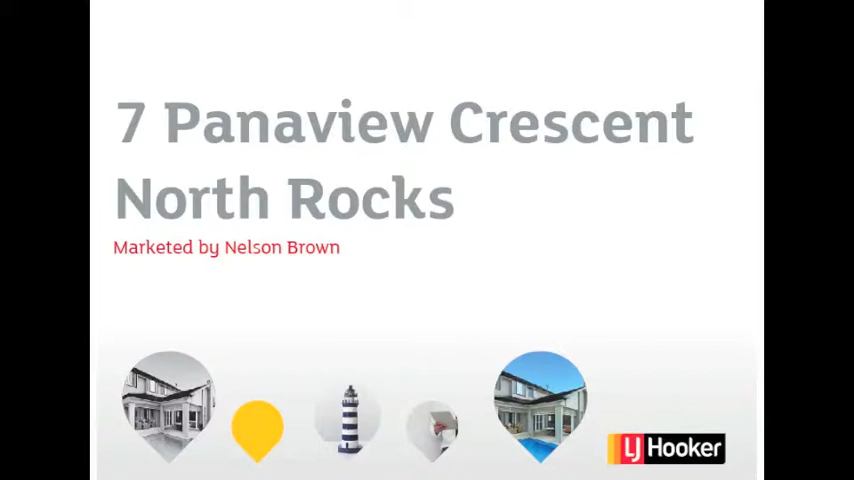 7 Panaview Crescent
North Rocks
Marketed by Nelson Brown
LJ Hooker